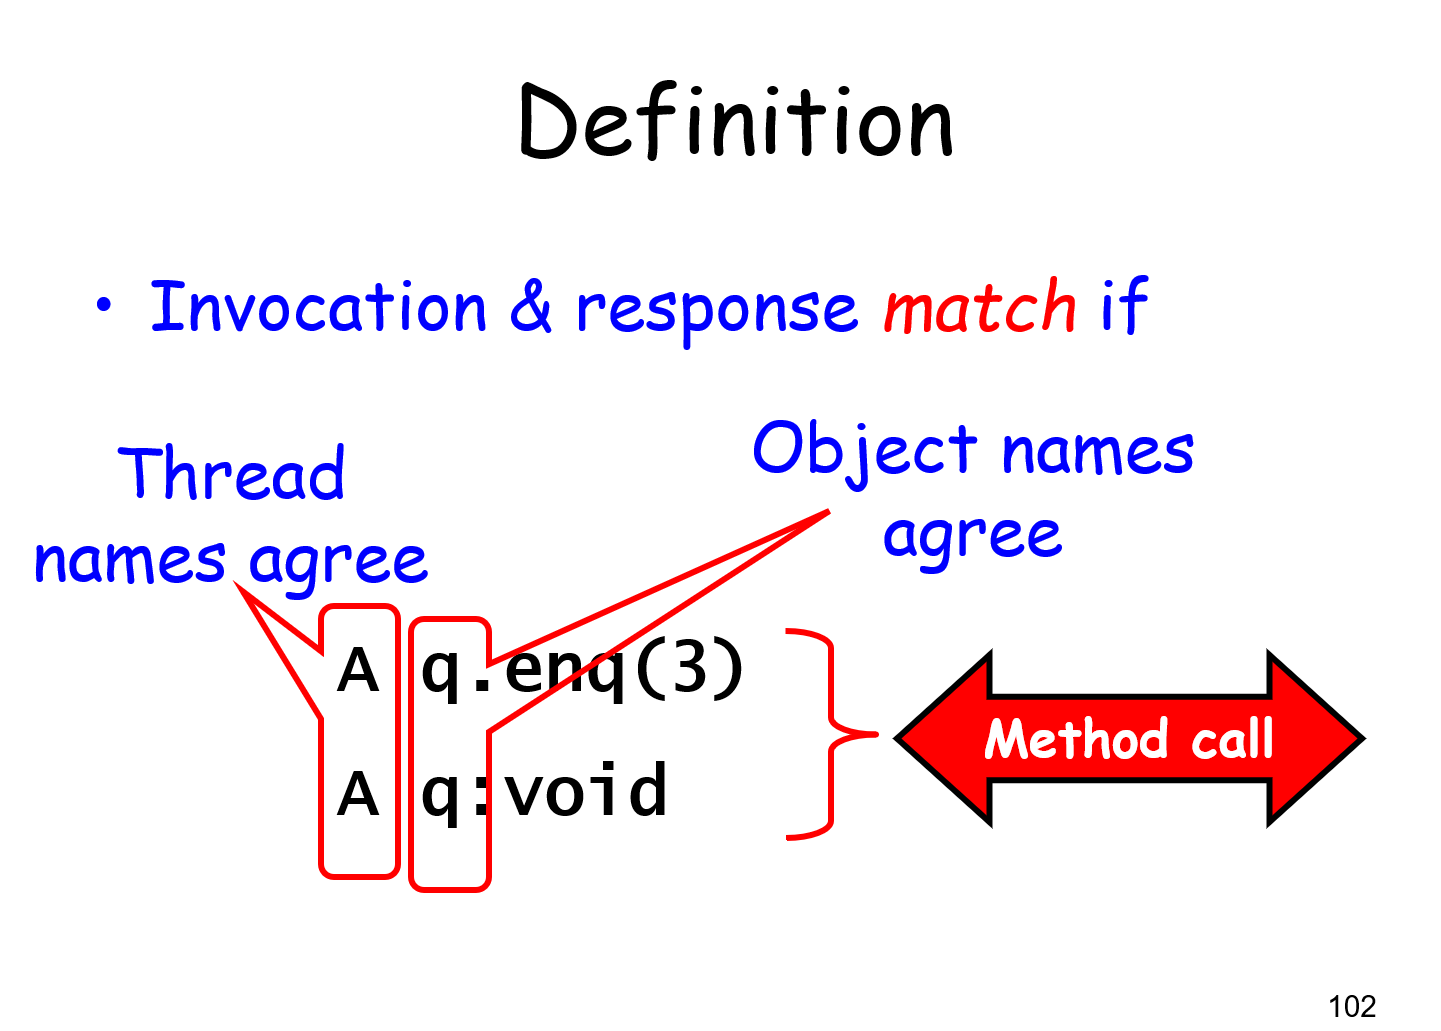 Definition
• Invocation & response match if
Thread
names agree
Object names
agree
A q.enq(3)
A q:void
Method call
102